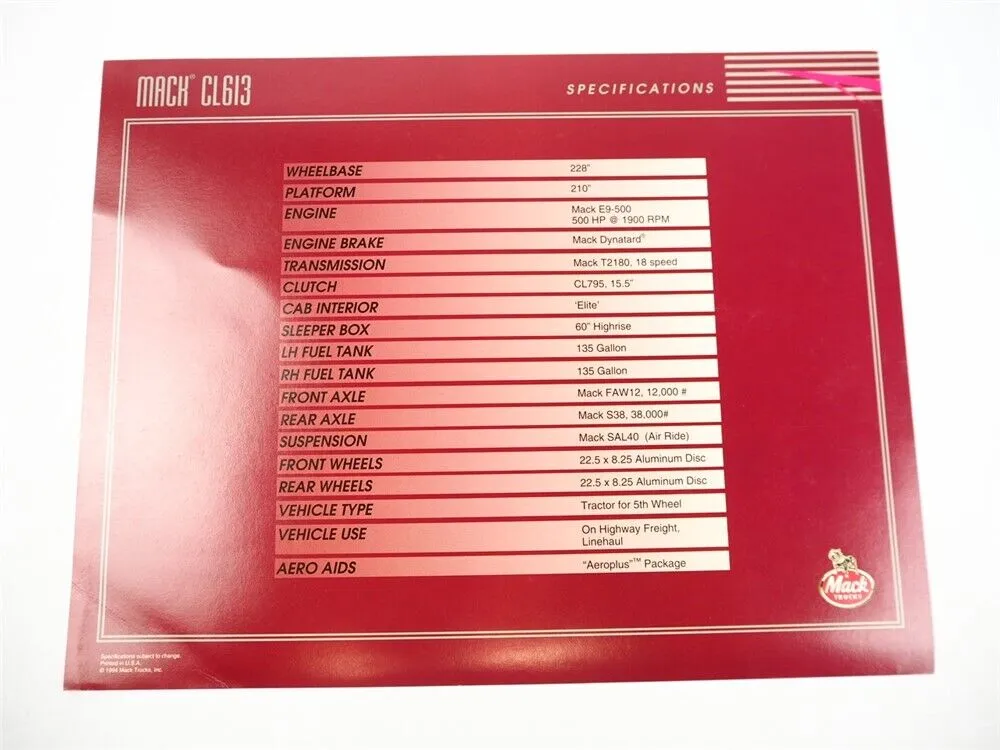 MACK® CL613
SPECIFICATIONS
WHEELBASE 228"
PLATFORM 210"
ENGINE Mack E9-500
500 HP @ 1900 RPM
ENGINE BRAKE Mack Dynatard®
TRANSMISSION Mack T2180, 18 speed
CLUTCH CL795, 15.5"
CAB INTERIOR 'Elite'
SLEEPER BOX 60" Highrise
LH FUEL TANK 135 Gallon
RH FUEL TANK 135 Gallon
FRONT AXLE Mack FAW12, 12,000 #
REAR AXLE Mack S38, 38,000#
SUSPENSION Mack SAL40 (Air Ride)
FRONT WHEELS 22.5 x 8.25 Aluminum Disc
REAR WHEELS 22.5 x 8.25 Aluminum Disc
VEHICLE TYPE Tractor for 5th Wheel
VEHICLE USE On Highway Freight,
Linehaul
AERO AIDS "Aeroplus"™ Package
Mack
TRUCKS
Specifications subject to change.
Printed in U.S.A.
© 1994 Mack Trucks, Inc.